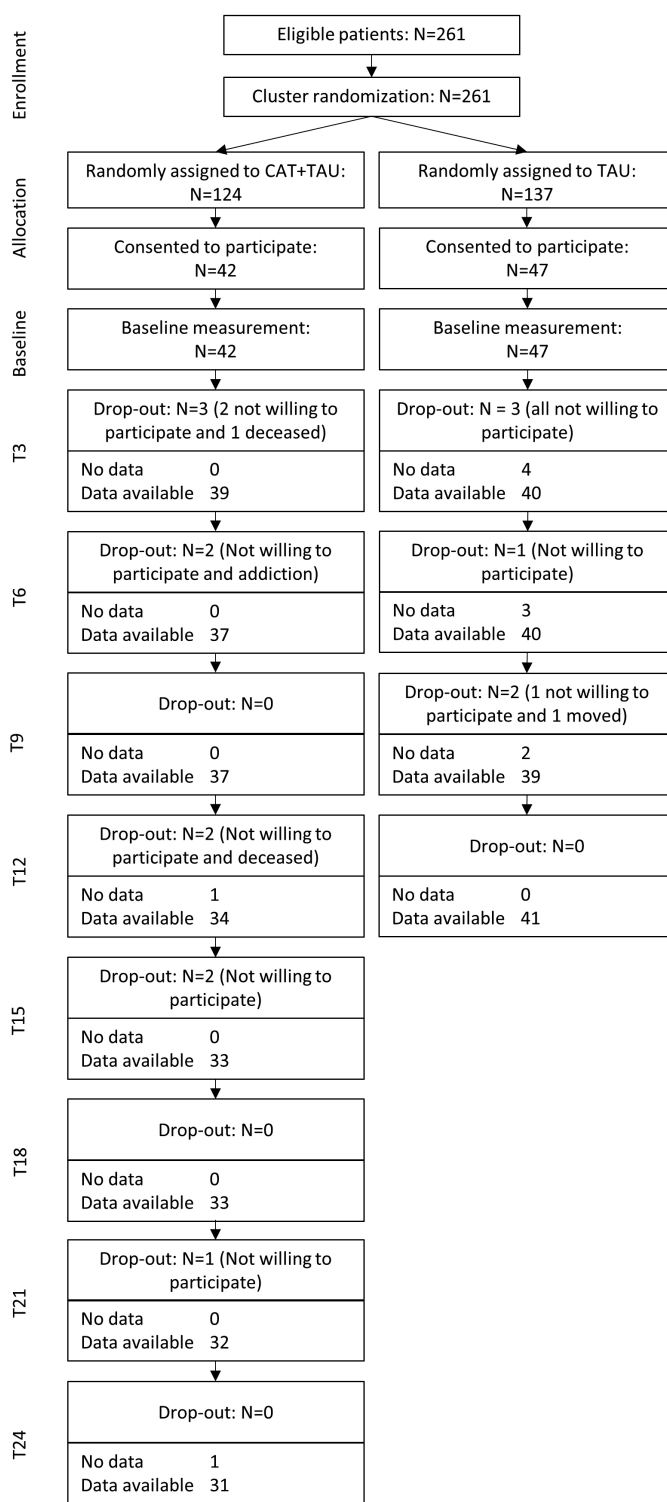 Enrollment
Eligible patients: N=261
Cluster randomization: N=261
Allocation
Randomly assigned to CAT+TAU:
N=124
Randomly assigned to TAU:
N=137
Consented to participate:
N=42
Consented to participate:
N=47
Baseline
Baseline measurement:
N=42
Baseline measurement:
N=47
T3
Drop-out: N=3 (2 not willing to
participate and 1 deceased)
No data 0
Data available 39
Drop-out: N = 3 (all not willing to
participate)
No data 4
Data available 40
T6
Drop-out: N=2 (Not willing to
participate and addiction)
No data 0
Data available 37
Drop-out: N=1 (Not willing to
participate)
No data 3
Data available 40
T9
Drop-out: N=0
No data 0
Data available 37
Drop-out: N=2 (1 not willing to
participate and 1 moved)
No data 2
Data available 39
T12
Drop-out: N=2 (Not willing to
participate and deceased)
No data 1
Data available 34
Drop-out: N=0
No data 0
Data available 41
T15
Drop-out: N=2 (Not willing to
participate)
No data 0
Data available 33
T18
Drop-out: N=0
No data 0
Data available 33
T21
Drop-out: N=1 (Not willing to
participate)
No data 0
Data available 32
T24
Drop-out: N=0
No data 1
Data available 31